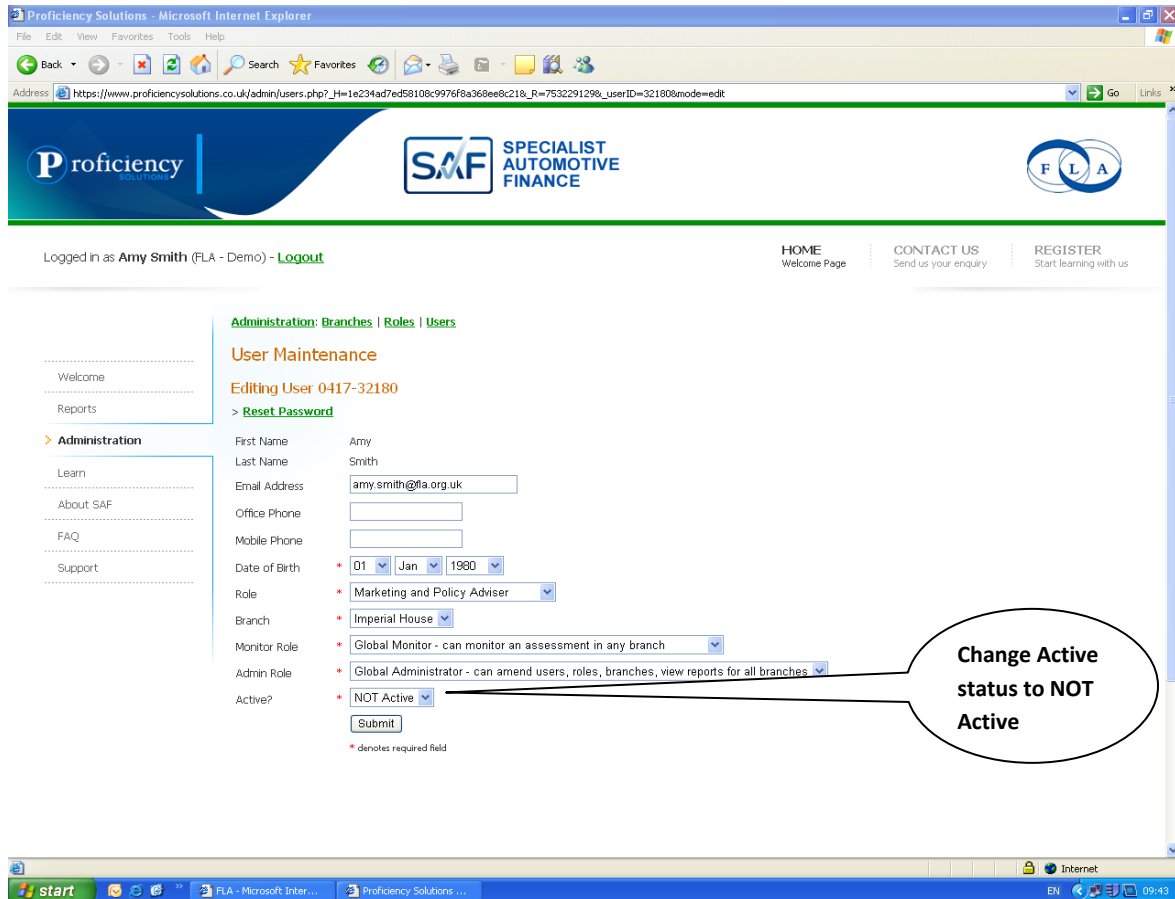 Proficiency Solutions - Microsoft Internet Explorer
File Edit View Favorites Tools Help
Back Search Favorites
Address https://www.proficiencysolutions.co.uk/admin/users.php?_H=1e234ad7ed58108c9976f8a368ee8c21&_R=753229129&_userID=32180&mode=edit Go Links »
Proficiency
SOLUTIONS
SAF
SPECIALIST
AUTOMOTIVE
FINANCE
F L A
Logged in as Amy Smith (FLA - Demo) - Logout
HOME
Welcome Page
CONTACT US
Send us your enquiry
REGISTER
Start learning with us
Welcome
Reports
> Administration
Learn
About SAF
FAQ
Support
Administration: Branches | Roles | Users
User Maintenance
Editing User 0417-32180
> Reset Password
First Name Amy
Last Name Smith
Email Address amy.smith@fla.org.uk
Office Phone
Mobile Phone
Date of Birth * 01 Jan 1980
Role * Marketing and Policy Adviser
Branch * Imperial House
Monitor Role * Global Monitor - can monitor an assessment in any branch
Admin Role * Global Administrator - can amend users, roles, branches, view reports for all branches
Active? * NOT Active
Submit
* denotes required field
Change Active
status to NOT
Active
Internet
start » FLA - Microsoft Inter... Proficiency Solutions ... EN 09:43